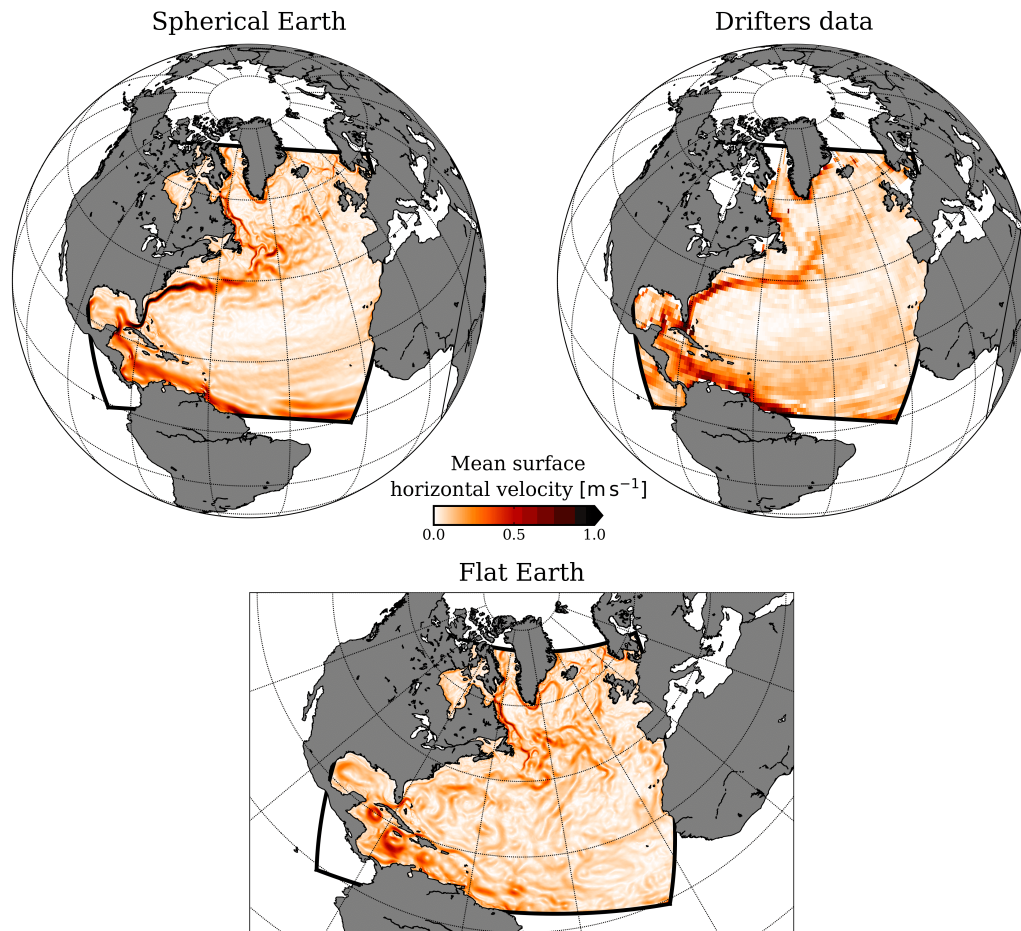 Spherical Earth
Drifters data
Mean surface
horizontal velocity [m s⁻¹]
0.0 0.5 1.0
Flat Earth